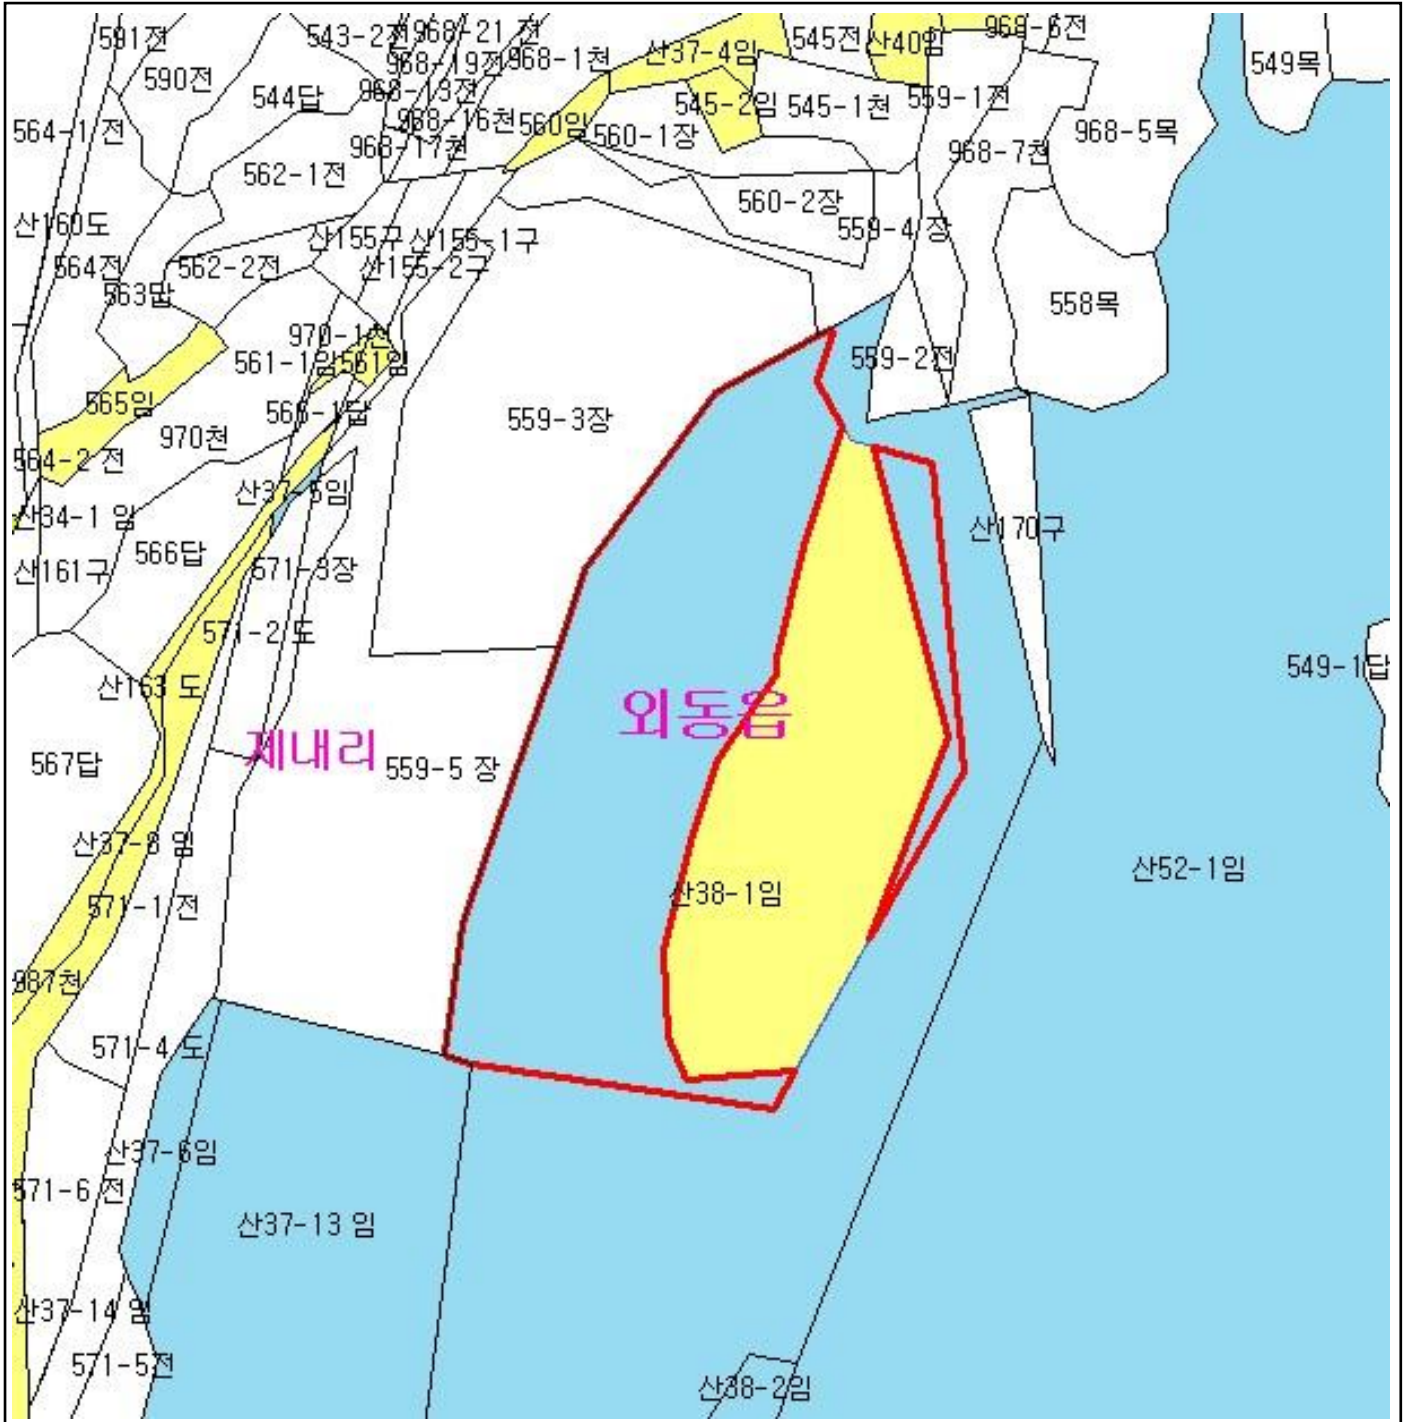 591전
543-2전
968-21 전
968-6전
590전
968-19전
968-1천
산37-4임
545전
산40임
549목
544답
968-13전
545-2임
545-1천
559-1전
564-1 전
968-16천
560임
560-1장
968-5목
968-17천
968-7천
562-1전
560-2장
산160도
산155구
산155-1구
559-4 장
564전
562-2전
산155-2구
563답
558목
970-1천
561-1임
561임
559-2전
565임
566-1답
559-3장
970천
564-2 전
산37-5임
산34-1 임
산170구
566답
산161구
571-3장
571-2 도
549-1답
산163 도
외동읍
제내리
567답
559-5 장
산37-8 임
산52-1임
571-1 전
산38-1임
987천
571-4 도
산37-6임
571-6 전
산37-13 임
산37-14 임
571-5전
산38-2임